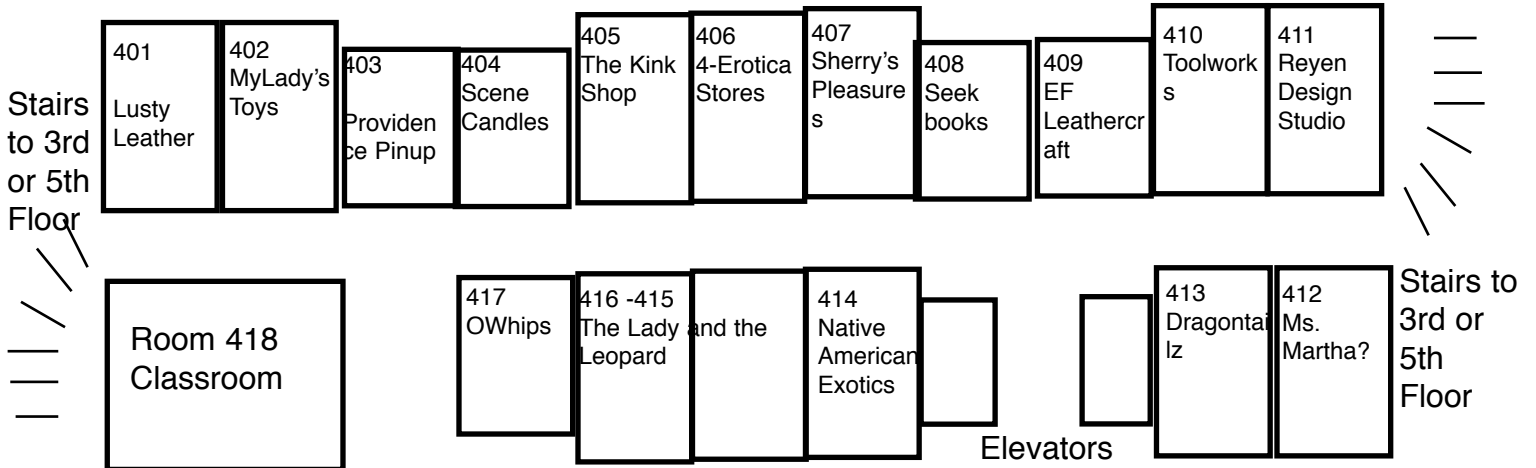 Stairs
to 3rd
or 5th
Floor
401
Lusty
Leather
402
MyLady’s
Toys
403
Providen
ce Pinup
404
Scene
Candles
405
The Kink
Shop
406
4-Erotica
Stores
407
Sherry’s
Pleasure
s
408
Seek
books
409
EF
Leathercr
aft
410
Toolwork
s
411
Reyen
Design
Studio
Room 418
Classroom
417
OWhips
416 -415
The Lady and the
Leopard
414
Native
American
Exotics
Elevators
413
Dragontai
lz
412
Ms.
Martha?
Stairs to
3rd or
5th
Floor